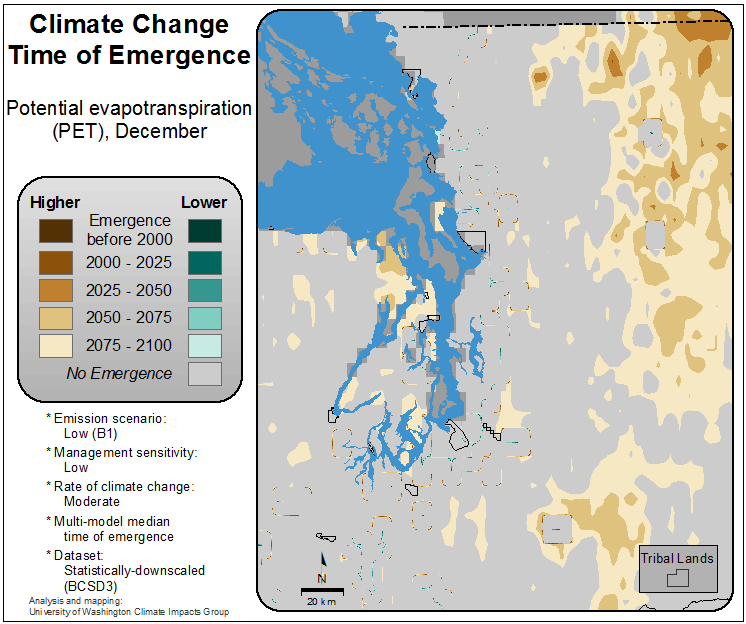 Climate Change
Time of Emergence
Potential evapotranspiration
(PET), December
Higher Lower
Emergence
before 2000
2000 - 2025
2025 - 2050
2050 - 2075
2075 - 2100
No Emergence
* Emission scenario:
Low (B1)
* Management sensitivity:
Low
* Rate of climate change:
Moderate
* Multi-model median
time of emergence
* Dataset:
Statistically-downscaled
(BCSD3)
Analysis and mapping:
University of Washington Climate Impacts Group
N
20 km
Tribal Lands